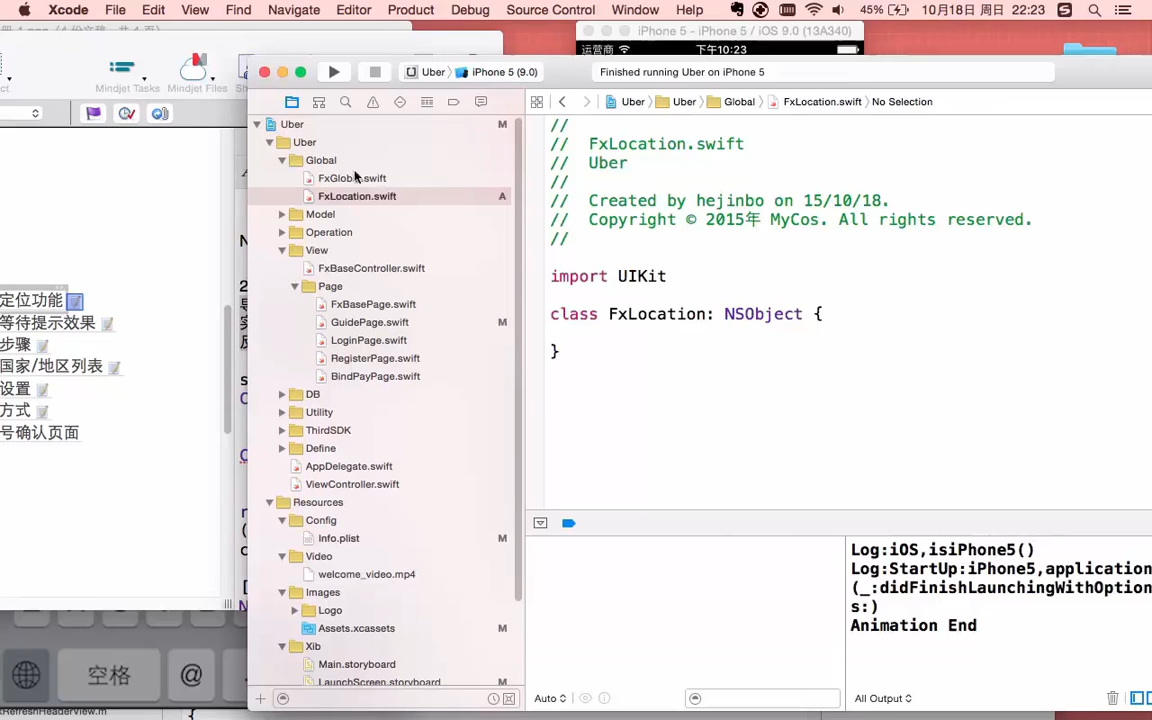 Xcode File Edit View Find Navigate Editor Product Debug Source Control Window Help 45% 10月18日 周日 22:23
iPhone 5 - iPhone 5 / iOS 9.0 (13A340)
运营商 下午10:23
Uber iPhone 5 (9.0) Finished running Uber on iPhone 5
Mindjet Tasks Mindjet Files
Uber Uber Global FxLocation.swift No Selection
Uber M
Uber
Global
FxGlobal.swift
FxLocation.swift A
Model
Operation
View
FxBaseController.swift
Page
FxBasePage.swift
GuidePage.swift M
LoginPage.swift
RegisterPage.swift
BindPayPage.swift
DB
Utility
ThirdSDK
Define
AppDelegate.swift
ViewController.swift
Resources
Config
Info.plist M
Video
welcome_video.mp4
Images
Logo
Assets.xcassets M
Xib
Main.storyboard
LaunchScreen.storyboard M
//
// FxLocation.swift
// Uber
//
// Created by hejinbo on 15/10/18.
// Copyright © 2015年 MyCos. All rights reserved.
//
import UIKit
class FxLocation: NSObject {
}
定位功能
等待提示效果
步骤
国家/地区列表
设置
方式
号确认页面
Log:iOS,isiPhone5()
Log:StartUp:iPhone5,application
(_:didFinishLaunchingWithOption
s:)
Animation End
Auto All Output
空格 @